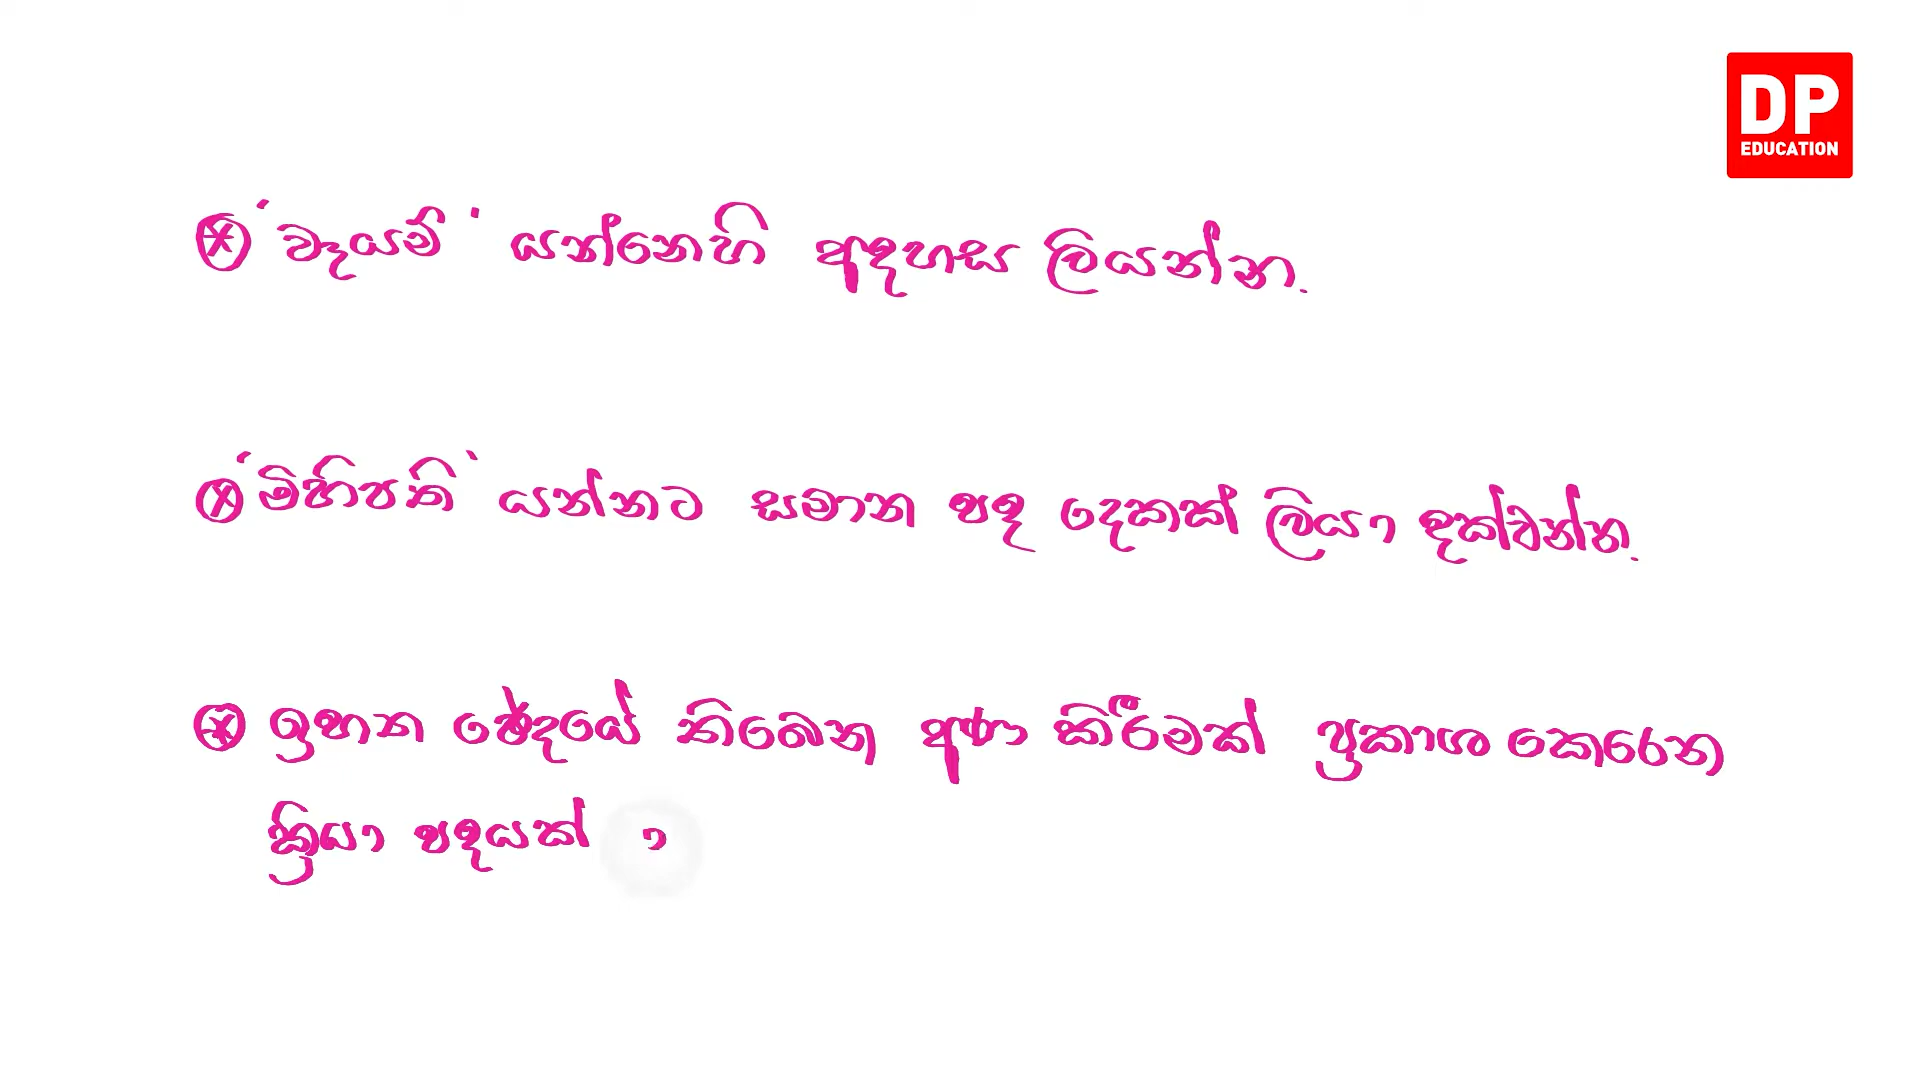 DP
EDUCATION
'වෑයම්' යන්නෙහි අදහස ලියන්න.
'මිහිපති' යන්නට සමාන පද දෙකක් ලියා දක්වන්න.
ඉහත ඡේදයේ තිබෙන අණ කිරීමක් ප්‍රකාශ කෙරෙන
ක්‍රියා පදයක්